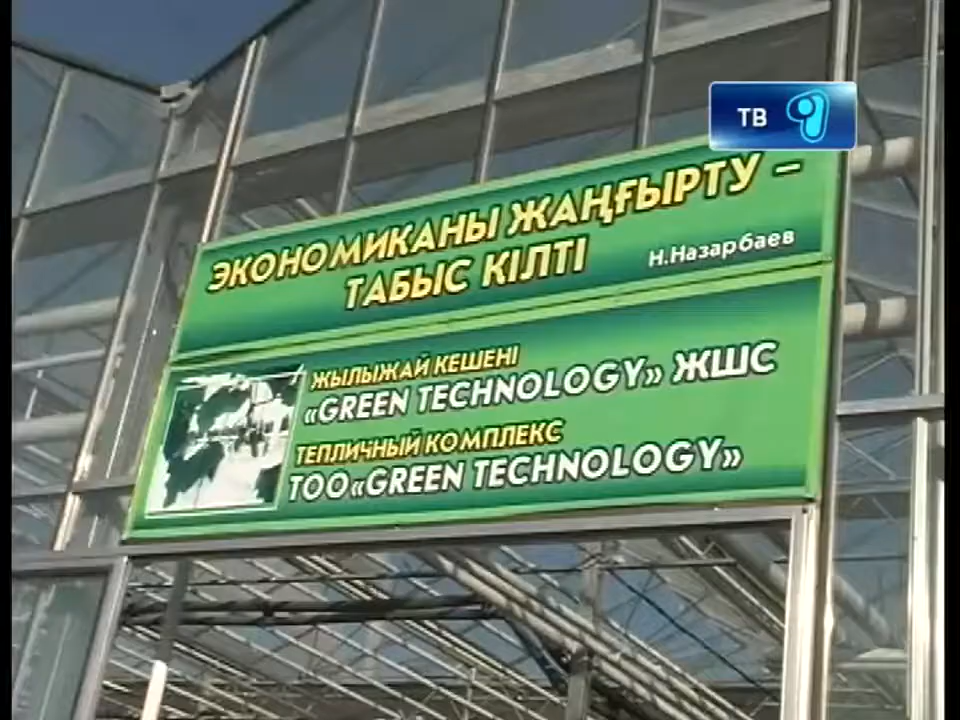 ТВ
ЭКОНОМИКАНЫ ЖАҢҒЫРТУ –
ТАБЫС КІЛТІ
Н.Назарбаев
ЖЫЛЫЖАЙ КЕШЕНІ
«GREEN TECHNOLOGY» ЖШС
ТЕПЛИЧНЫЙ КОМПЛЕКС
ТОО «GREEN TECHNOLOGY»